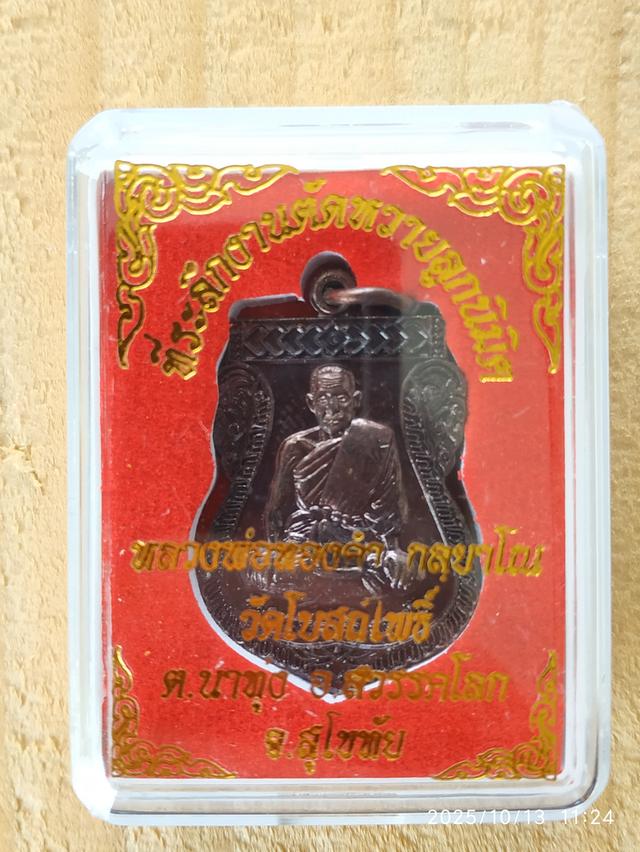 ที่ระลึกงานตัดหวายลูกนิมิต
หลวงพ่อทองคำ กลฺยาโณ
วัดโบสถ์โพธิ์
ต.นาทุ่ง อ.สวรรคโลก
จ.สุโขทัย
2025/10/13 11:24